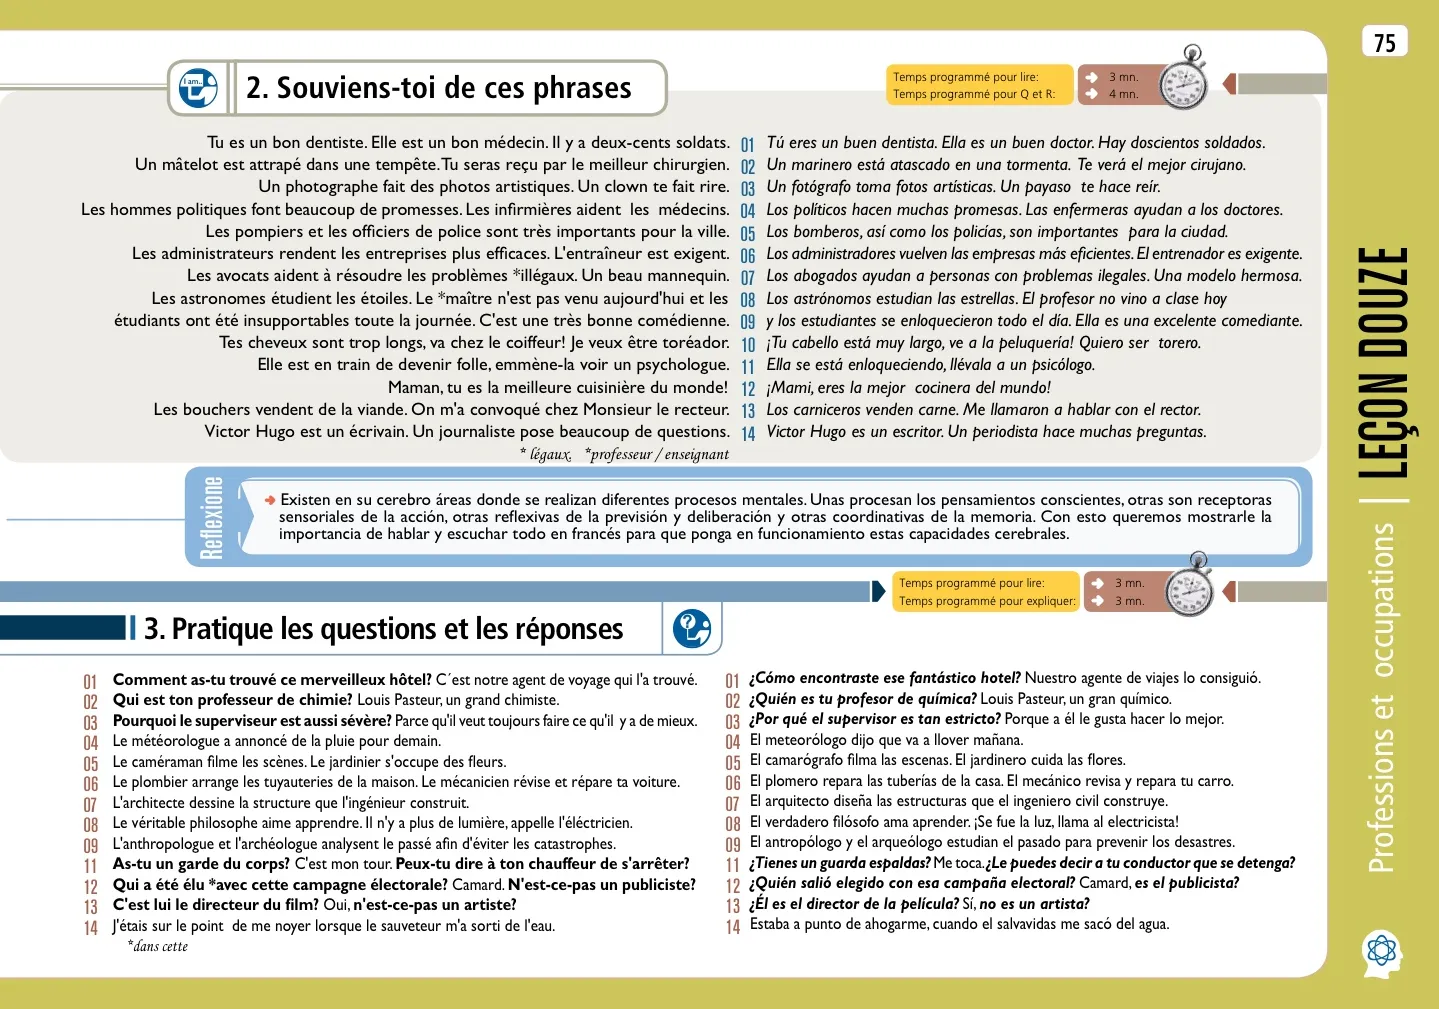 75
I am...
2. Souviens-toi de ces phrases
Temps programmé pour lire: 3 mn.
Temps programmé pour Q et R: 4 mn.
Tu es un bon dentiste. Elle est un bon médecin. Il y a deux-cents soldats. 01 Tú eres un buen dentista. Ella es un buen doctor. Hay doscientos soldados.
Un mâtelot est attrapé dans une tempête.Tu seras reçu par le meilleur chirurgien. 02 Un marinero está atascado en una tormenta. Te verá el mejor cirujano.
Un photographe fait des photos artistiques. Un clown te fait rire. 03 Un fotógrafo toma fotos artísticas. Un payaso te hace reír.
Les hommes politiques font beaucoup de promesses. Les infirmières aident les médecins. 04 Los políticos hacen muchas promesas. Las enfermeras ayudan a los doctores.
Les pompiers et les officiers de police sont très importants pour la ville. 05 Los bomberos, así como los policías, son importantes para la ciudad.
Les administrateurs rendent les entreprises plus efficaces. L'entraîneur est exigent. 06 Los administradores vuelven las empresas más eficientes. El entrenador es exigente.
Les avocats aident à résoudre les problèmes *illégaux. Un beau mannequin. 07 Los abogados ayudan a personas con problemas ilegales. Una modelo hermosa.
Les astronomes étudient les étoiles. Le *maître n'est pas venu aujourd'hui et les 08 Los astrónomos estudian las estrellas. El profesor no vino a clase hoy
étudiants ont été insupportables toute la journée. C'est une très bonne comédienne. 09 y los estudiantes se enloquecieron todo el día. Ella es una excelente comediante.
Tes cheveux sont trop longs, va chez le coiffeur! Je veux être toréador. 10 ¡Tu cabello está muy largo, ve a la peluquería! Quiero ser torero.
Elle est en train de devenir folle, emmène-la voir un psychologue. 11 Ella se está enloqueciendo, llévala a un psicólogo.
Maman, tu es la meilleure cuisinière du monde! 12 ¡Mami, eres la mejor cocinera del mundo!
Les bouchers vendent de la viande. On m'a convoqué chez Monsieur le recteur. 13 Los carniceros venden carne. Me llamaron a hablar con el rector.
Victor Hugo est un écrivain. Un journaliste pose beaucoup de questions. 14 Victor Hugo es un escritor. Un periodista hace muchas preguntas.
* légaux. *professeur / enseignant
Reflexione
Existen en su cerebro áreas donde se realizan diferentes procesos mentales. Unas procesan los pensamientos conscientes, otras son receptoras
sensoriales de la acción, otras reflexivas de la previsión y deliberación y otras coordinativas de la memoria. Con esto queremos mostrarle la
importancia de hablar y escuchar todo en francés para que ponga en funcionamiento estas capacidades cerebrales.
Temps programmé pour lire: 3 mn.
Temps programmé pour expliquer: 3 mn.
3. Pratique les questions et les réponses
?
01 Comment as-tu trouvé ce merveilleux hôtel? C´est notre agent de voyage qui l'a trouvé.
02 Qui est ton professeur de chimie? Louis Pasteur, un grand chimiste.
03 Pourquoi le superviseur est aussi sévère? Parce qu'il veut toujours faire ce qu'il y a de mieux.
04 Le météorologue a annoncé de la pluie pour demain.
05 Le caméraman filme les scènes. Le jardinier s'occupe des fleurs.
06 Le plombier arrange les tuyauteries de la maison. Le mécanicien révise et répare ta voiture.
07 L'architecte dessine la structure que l'ingénieur construit.
08 Le véritable philosophe aime apprendre. Il n'y a plus de lumière, appelle l'éléctricien.
09 L'anthropologue et l'archéologue analysent le passé afin d'éviter les catastrophes.
11 As-tu un garde du corps? C'est mon tour. Peux-tu dire à ton chauffeur de s'arrêter?
12 Qui a été élu *avec cette campagne électorale? Camard. N'est-ce-pas un publiciste?
13 C'est lui le directeur du film? Oui, n'est-ce-pas un artiste?
14 J'étais sur le point de me noyer lorsque le sauveteur m'a sorti de l'eau.
*dans cette
01 ¿Cómo encontraste ese fantástico hotel? Nuestro agente de viajes lo consiguió.
02 ¿Quién es tu profesor de química? Louis Pasteur, un gran químico.
03 ¿Por qué el supervisor es tan estricto? Porque a él le gusta hacer lo mejor.
04 El meteorólogo dijo que va a llover mañana.
05 El camarógrafo filma las escenas. El jardinero cuida las flores.
06 El plomero repara las tuberías de la casa. El mecánico revisa y repara tu carro.
07 El arquitecto diseña las estructuras que el ingeniero civil construye.
08 El verdadero filósofo ama aprender. ¡Se fue la luz, llama al electricista!
09 El antropólogo y el arqueólogo estudian el pasado para prevenir los desastres.
11 ¿Tienes un guarda espaldas? Me toca. ¿Le puedes decir a tu conductor que se detenga?
12 ¿Quién salió elegido con esa campaña electoral? Camard, es el publicista?
13 ¿Él es el director de la película? Sí, no es un artista?
14 Estaba a punto de ahogarme, cuando el salvavidas me sacó del agua.
Professions et occupations | LEÇON DOUZE